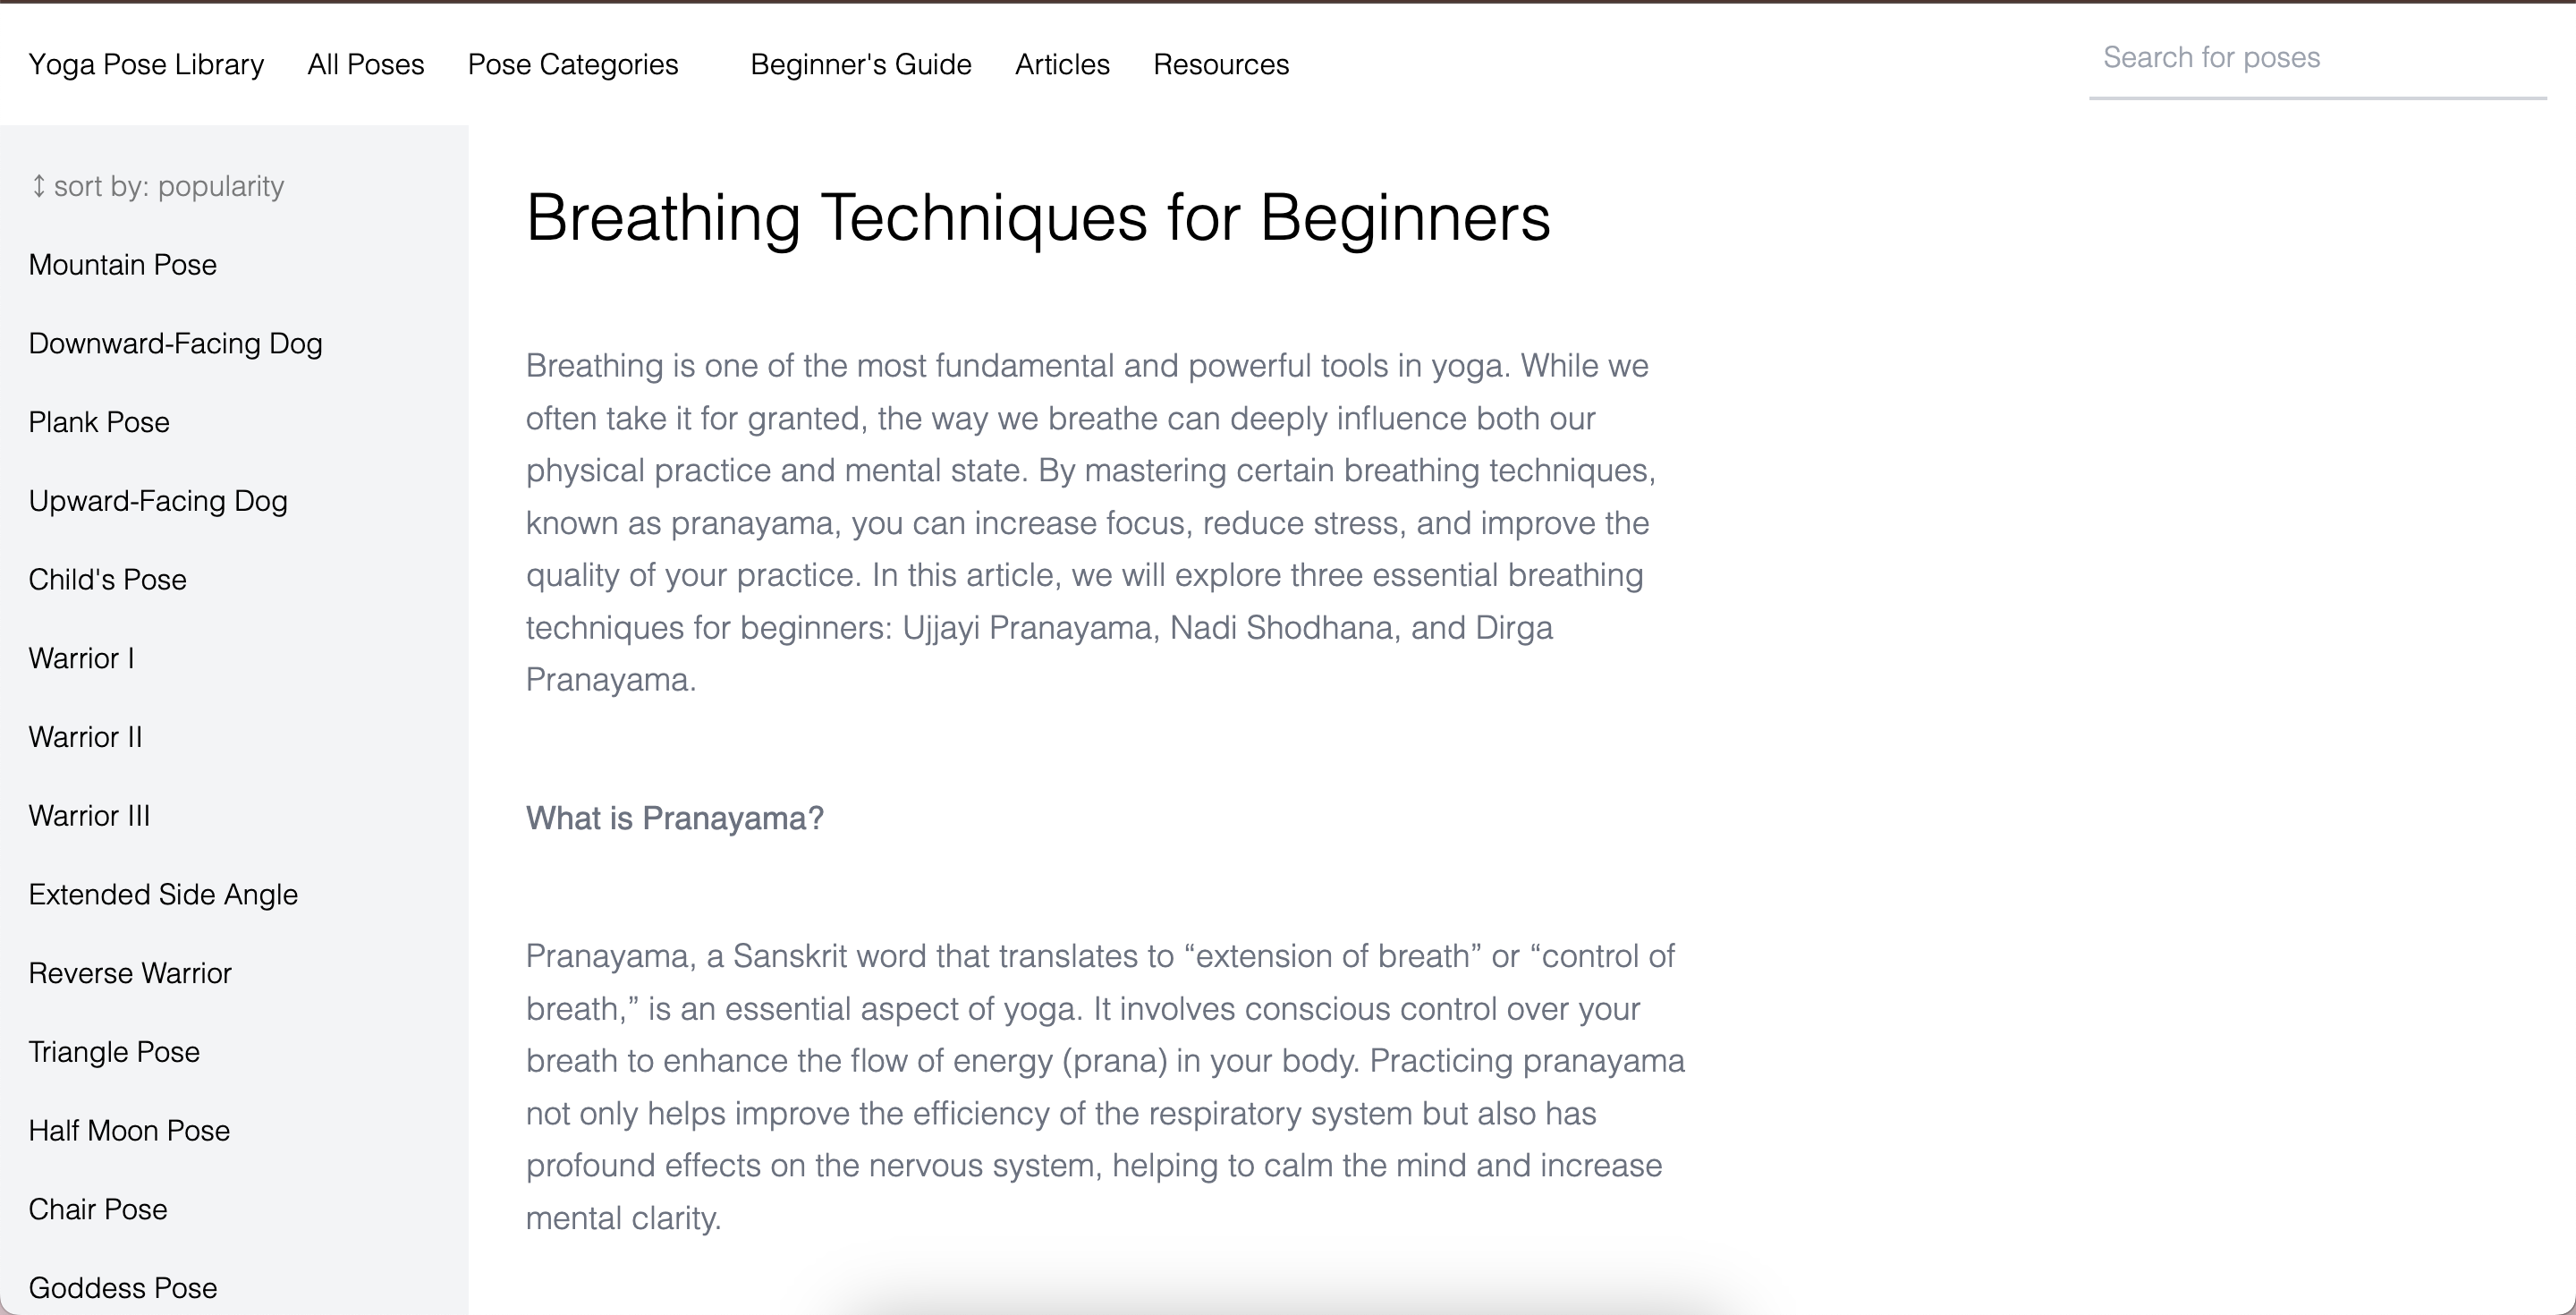 Yoga Pose Library All Poses Pose Categories Beginner's Guide Articles Resources Search for poses
↕ sort by: popularity
Mountain Pose
Downward-Facing Dog
Plank Pose
Upward-Facing Dog
Child's Pose
Warrior I
Warrior II
Warrior III
Extended Side Angle
Reverse Warrior
Triangle Pose
Half Moon Pose
Chair Pose
Goddess Pose
Breathing Techniques for Beginners
Breathing is one of the most fundamental and powerful tools in yoga. While we
often take it for granted, the way we breathe can deeply influence both our
physical practice and mental state. By mastering certain breathing techniques,
known as pranayama, you can increase focus, reduce stress, and improve the
quality of your practice. In this article, we will explore three essential breathing
techniques for beginners: Ujjayi Pranayama, Nadi Shodhana, and Dirga
Pranayama.
What is Pranayama?
Pranayama, a Sanskrit word that translates to “extension of breath” or “control of
breath,” is an essential aspect of yoga. It involves conscious control over your
breath to enhance the flow of energy (prana) in your body. Practicing pranayama
not only helps improve the efficiency of the respiratory system but also has
profound effects on the nervous system, helping to calm the mind and increase
mental clarity.